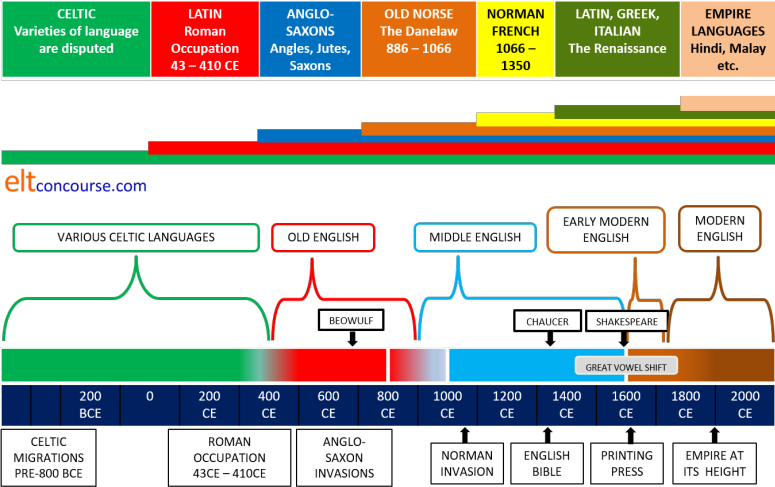 CELTIC
Varieties of language
are disputed
LATIN
Roman
Occupation
43 – 410 CE
ANGLO-
SAXONS
Angles, Jutes,
Saxons
OLD NORSE
The Danelaw
886 – 1066
NORMAN
FRENCH
1066 –
1350
LATIN, GREEK,
ITALIAN
The Renaissance
EMPIRE
LANGUAGES
Hindi, Malay
etc.
eltconcourse.com
VARIOUS CELTIC LANGUAGES
OLD ENGLISH
MIDDLE ENGLISH
EARLY MODERN
ENGLISH
MODERN
ENGLISH
BEOWULF
CHAUCER
SHAKESPEARE
GREAT VOWEL SHIFT
200
BCE
0
200
CE
400
CE
600
CE
800
CE
1000
CE
1200
CE
1400
CE
1600
CE
1800
CE
2000
CE
CELTIC
MIGRATIONS
PRE-800 BCE
ROMAN
OCCUPATION
43CE – 410CE
ANGLO-
SAXON
INVASIONS
NORMAN
INVASION
ENGLISH
BIBLE
PRINTING
PRESS
EMPIRE AT
ITS HEIGHT